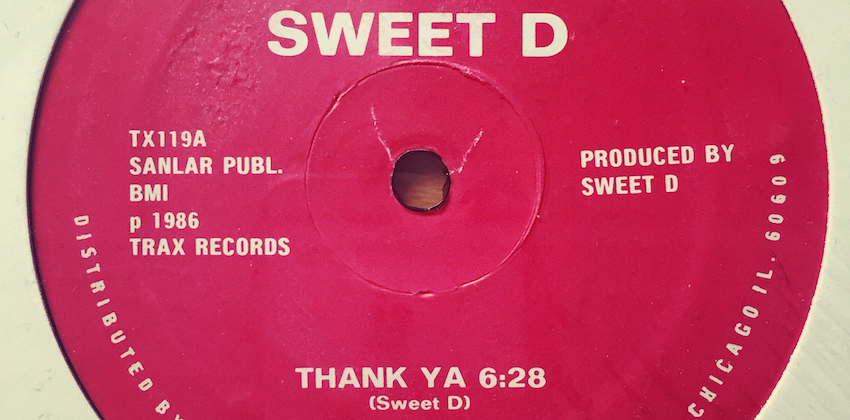 SWEET D
TX119A
SANLAR PUBL.
BMI
p 1986
TRAX RECORDS
PRODUCED BY
SWEET D
THANK YA 6:28
(Sweet D)
DISTRIBUTED BY
CHICAGO IL. 60609